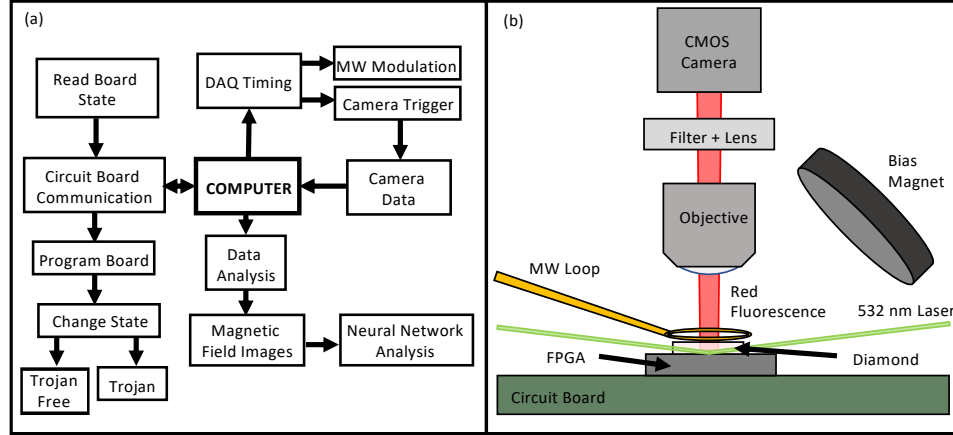 (a)
Read Board
State
DAQ Timing
MW Modulation
Camera Trigger
Circuit Board
Communication
COMPUTER
Camera
Data
Program Board
Data
Analysis
Change State
Magnetic
Field Images
Neural Network
Analysis
Trojan
Free
Trojan
(b)
CMOS
Camera
Filter + Lens
Bias
Magnet
Objective
MW Loop
Red
Fluorescence
532 nm Laser
FPGA
Diamond
Circuit Board